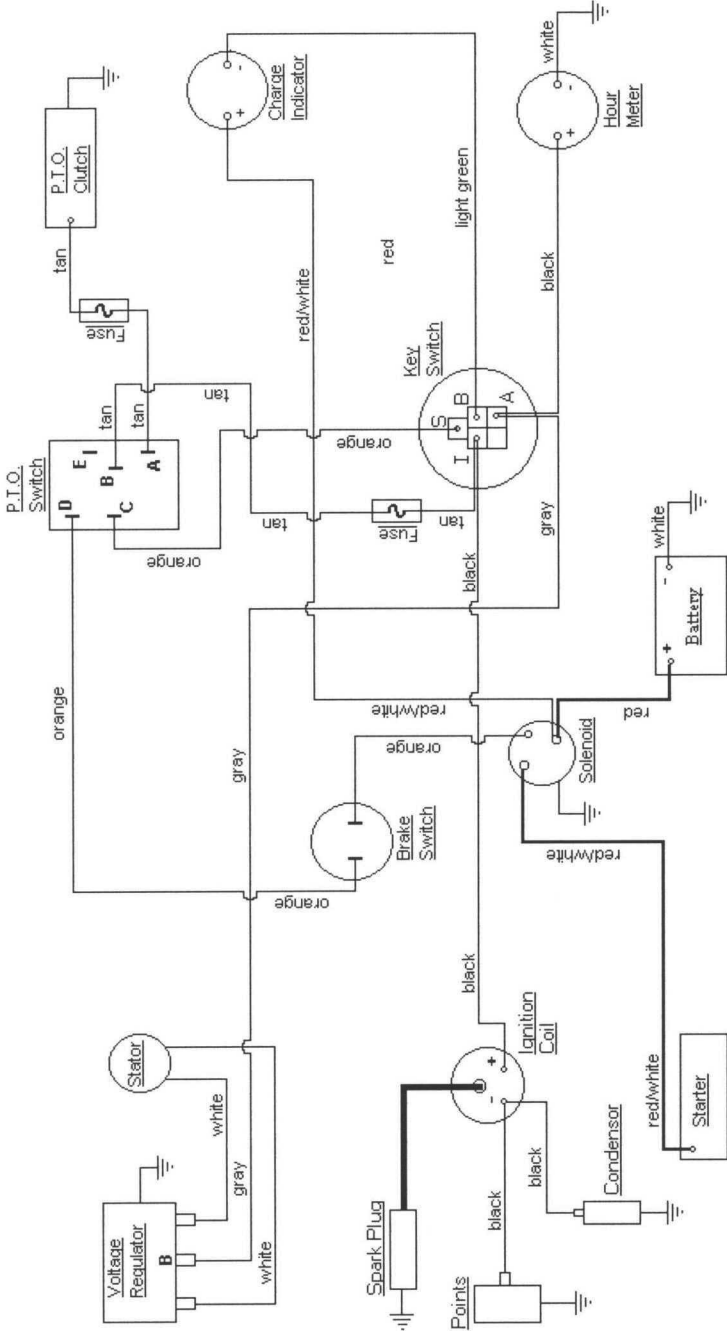 P.T.O.
Clutch
tan
Fuse
Charge
Indicator
+
-
red/white
red
light green
white
Hour
Meter
+
-
black
P.T.O.
Switch
D
E
B
C
A
tan
tan
tan
orange
orange
tan
Fuse
tan
Key
Switch
S
B
I
A
black
gray
orange
gray
red/white
orange
white
Battery
+
-
red
Solenoid
red/white
Brake
Switch
orange
Stator
white
gray
white
Voltage
Regulator
B
black
Ignition
Coil
+
-
Spark Plug
black
black
Points
Condensor
red/white
Starter